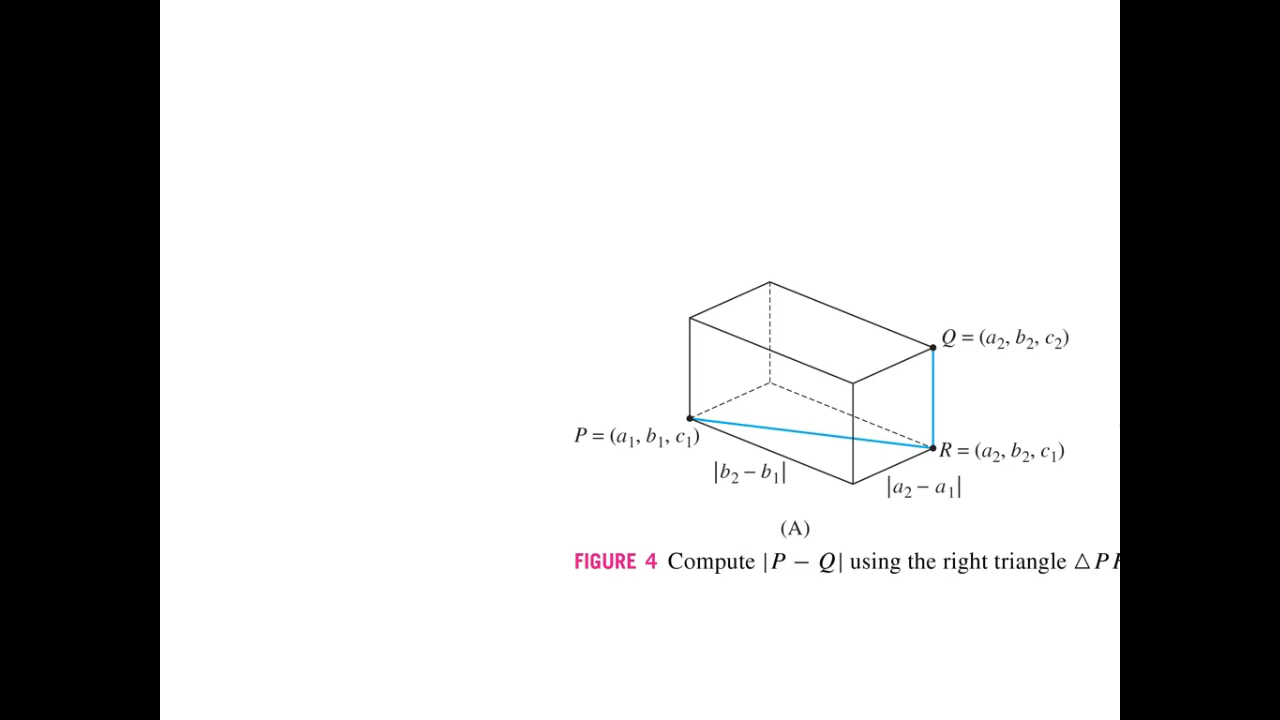 Q = (a₂, b₂, c₂)
P = (a₁, b₁, c₁)
R = (a₂, b₂, c₁)
|b₂ − b₁|
|a₂ − a₁|
(A)
FIGURE 4 Compute |P − Q| using the right triangle △P